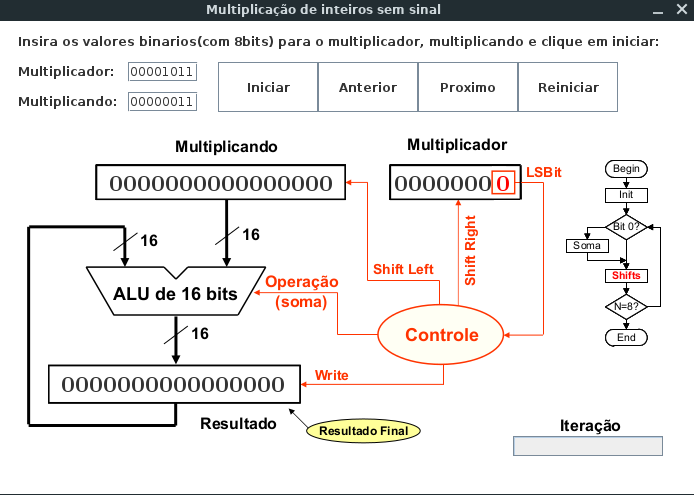 Multiplicação de inteiros sem sinal
Insira os valores binarios(com 8bits) para o multiplicador, multiplicando e clique em iniciar:
Multiplicador: 00001011
Multiplicando: 00000011
Iniciar Anterior Proximo Reiniciar
Multiplicando
0000000000000000
Multiplicador
00000000
LSBit
Begin
Init
Bit 0?
Soma
Shifts
N=8?
End
16
16
Shift Left
Shift Right
ALU de 16 bits
Operação
(soma)
Controle
16
0000000000000000
Write
Resultado
Resultado Final
Iteração